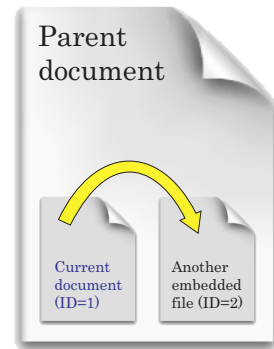 Parent
document
Current
document
(ID=1)
Another
embedded
file (ID=2)